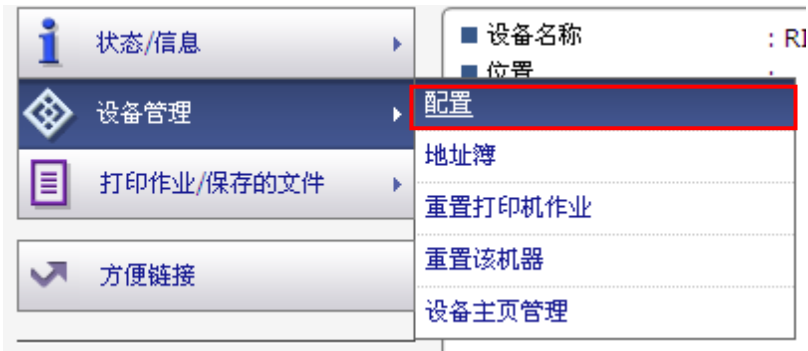 状态/信息
设备管理
打印作业/保存的文件
方便链接
■ 设备名称 : RI
■ 位置 :
配置
地址簿
重置打印机作业
重置该机器
设备主页管理